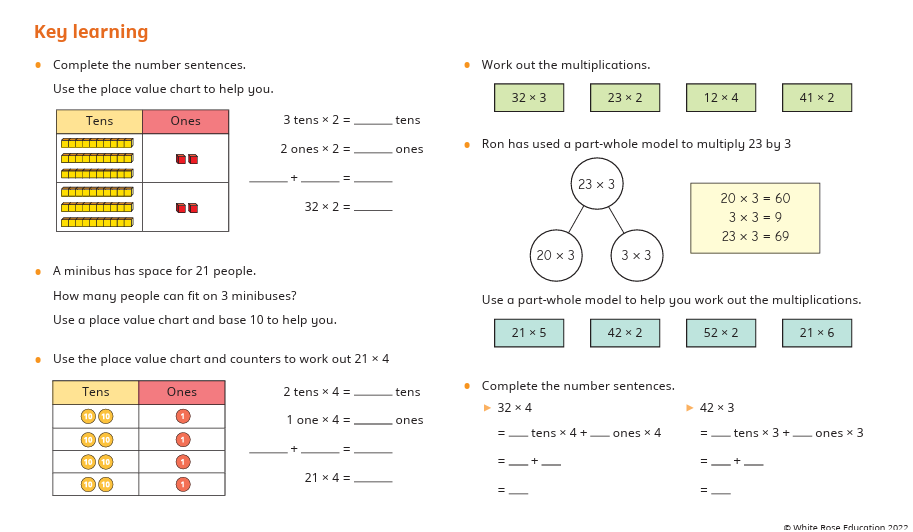 Key learning
Complete the number sentences.
Use the place value chart to help you.
Tens Ones
3 tens × 2 = ______ tens
2 ones × 2 = ______ ones
______ + ______ = ______
32 × 2 = ______
A minibus has space for 21 people.
How many people can fit on 3 minibuses?
Use a place value chart and base 10 to help you.
Use the place value chart and counters to work out 21 × 4
Tens Ones
10 10 1
10 10 1
10 10 1
10 10 1
2 tens × 4 = ______ tens
1 one × 4 = ______ ones
______ + ______ = ______
21 × 4 = ______
Work out the multiplications.
32 × 3 23 × 2 12 × 4 41 × 2
Ron has used a part-whole model to multiply 23 by 3
23 × 3
20 × 3 3 × 3
20 × 3 = 60
3 × 3 = 9
23 × 3 = 69
Use a part-whole model to help you work out the multiplications.
21 × 5 42 × 2 52 × 2 21 × 6
Complete the number sentences.
32 × 4
= ___ tens × 4 + ___ ones × 4
= ___ + ___
= ___
42 × 3
= ___ tens × 3 + ___ ones × 3
= ___ + ___
= ___
© White Rose Education 2022